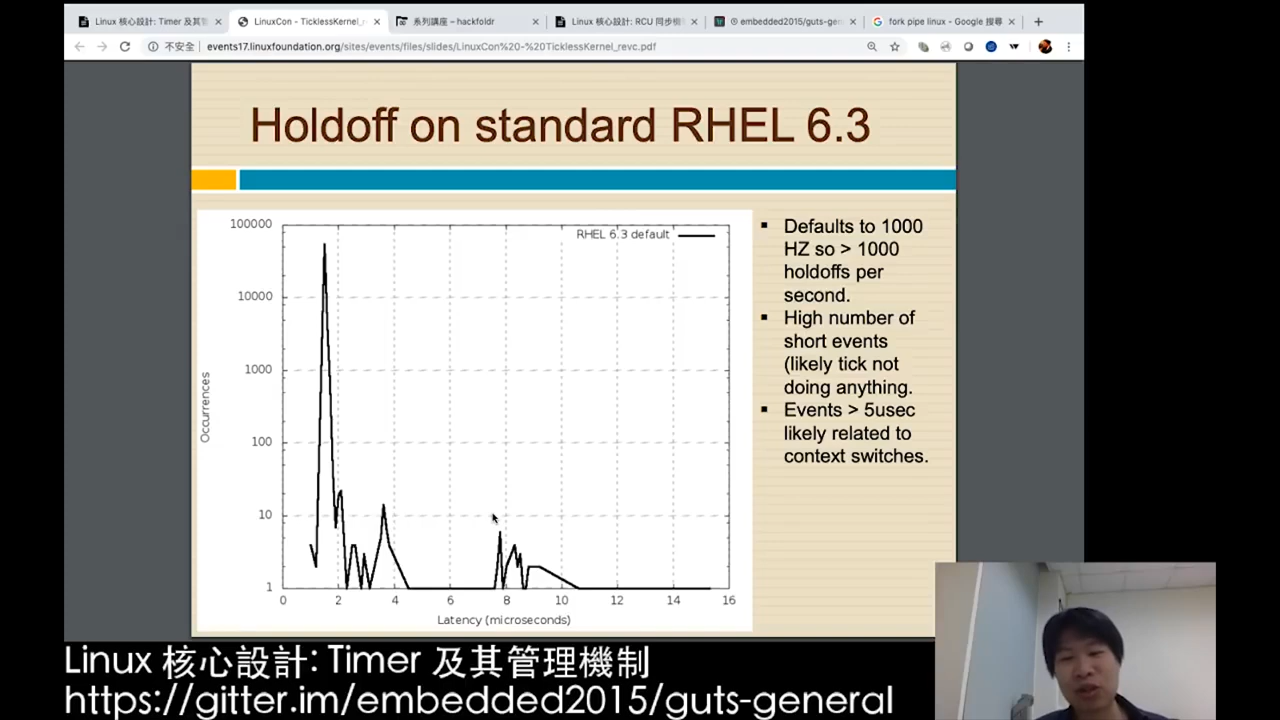 Linux 核心設計: Timer 及其管
LinuxCon - TicklessKernel_r
系列講座 – hackfoldr
Linux 核心設計: RCU 同步機
embedded2015/guts-gen
fork pipe linux - Google 搜尋
不安全 | events17.linuxfoundation.org/sites/events/files/slides/LinuxCon%20-%20TicklessKernel_revc.pdf
Holdoff on standard RHEL 6.3
100000
10000
1000
100
10
1
Occurrences
RHEL 6.3 default
0 2 4 6 8 10 12 14 16
Latency (microseconds)
▪ Defaults to 1000
HZ so > 1000
holdoffs per
second.
▪ High number of
short events
(likely tick not
doing anything.
▪ Events > 5usec
likely related to
context switches.
Linux 核心設計: Timer 及其管理機制
https://gitter.im/embedded2015/guts-general